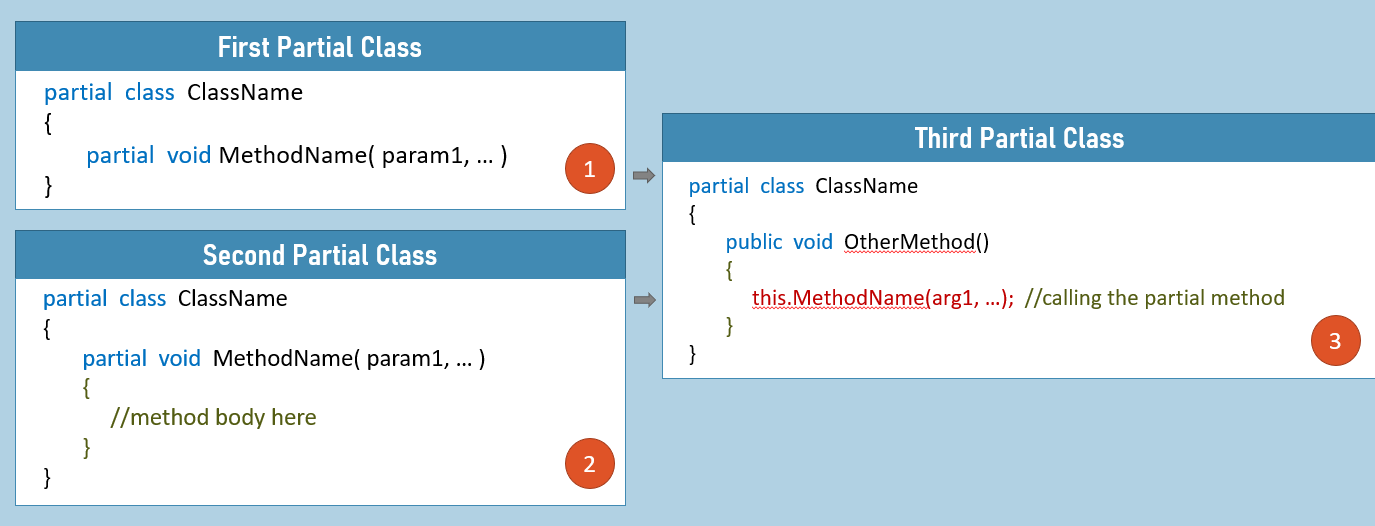 First Partial Class
partial class ClassName
{
partial void MethodName( param1, ... )
}
1
Second Partial Class
partial class ClassName
{
partial void MethodName( param1, ... )
{
//method body here
}
}
2
Third Partial Class
partial class ClassName
{
public void OtherMethod()
{
this.MethodName(arg1, ...); //calling the partial method
}
}
3